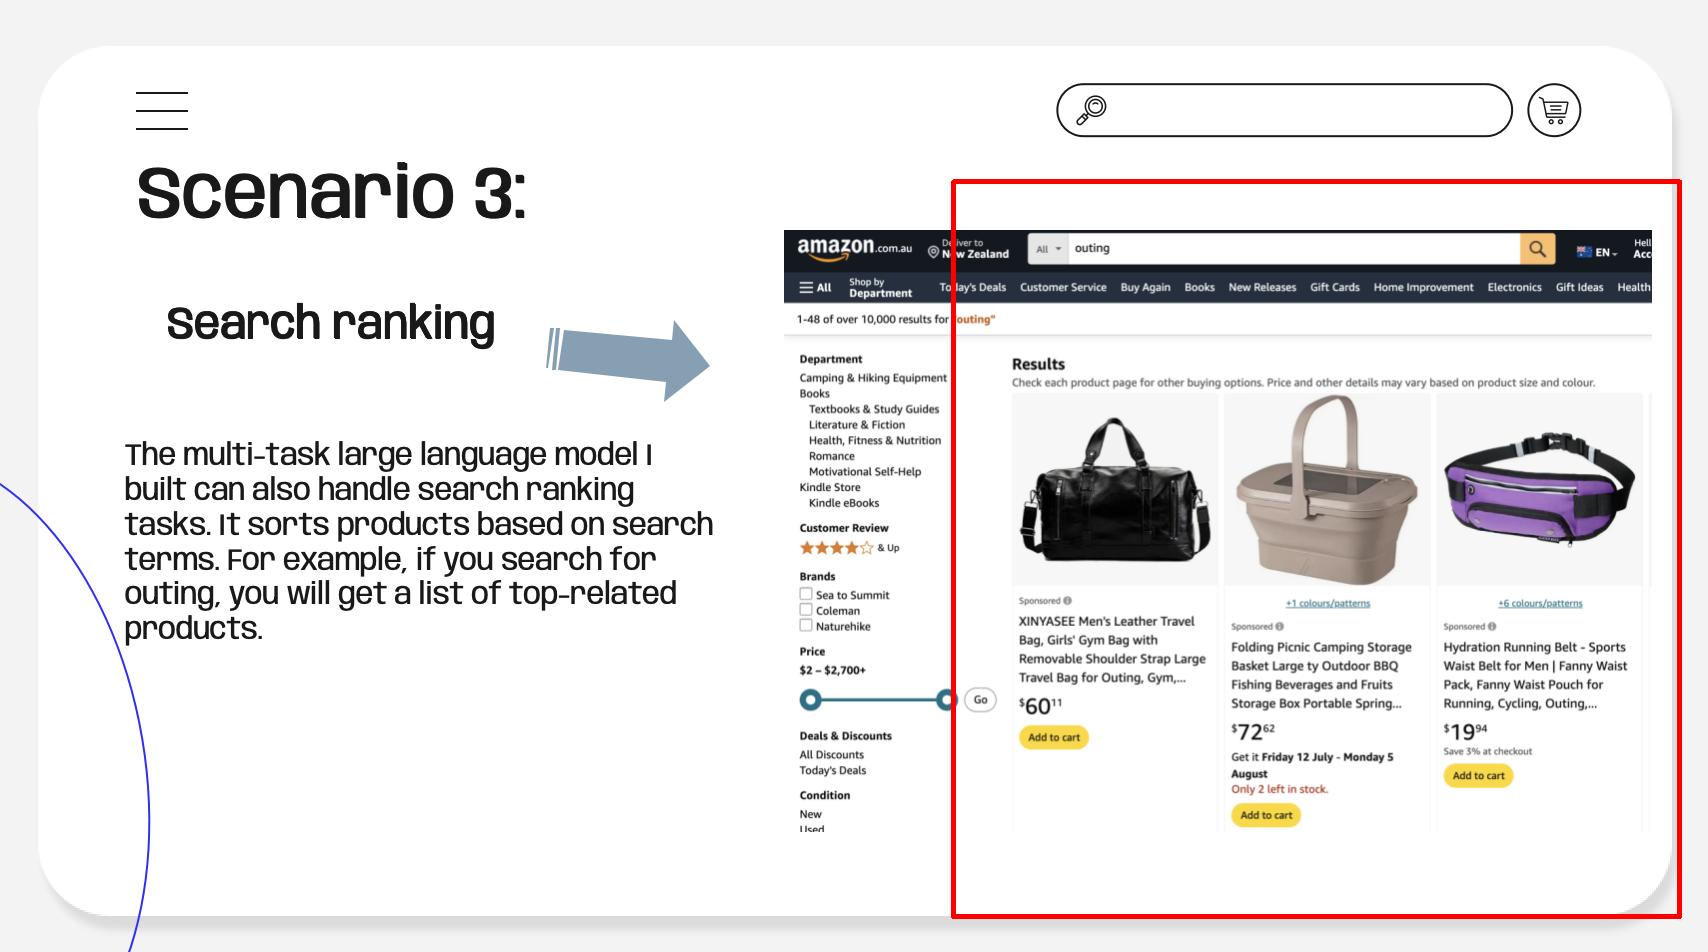 Scenario 3:
Search ranking
The multi-task large language model I
built can also handle search ranking
tasks. It sorts products based on search
terms. For example, if you search for
outing, you will get a list of top-related
products.
amazon.com.au
Deliver to
New Zealand
All
outing
EN
Hell
Acc
All
Shop by
Department
Today's Deals
Customer Service
Buy Again
Books
New Releases
Gift Cards
Home Improvement
Electronics
Gift Ideas
Health
1-48 of over 10,000 results for "outing"
Department
Camping & Hiking Equipment
Books
Textbooks & Study Guides
Literature & Fiction
Health, Fitness & Nutrition
Romance
Motivational Self-Help
Kindle Store
Kindle eBooks
Customer Review
& Up
Brands
Sea to Summit
Coleman
Naturehike
Price
$2 – $2,700+
Go
Deals & Discounts
All Discounts
Today's Deals
Condition
New
Used
Results
Check each product page for other buying options. Price and other details may vary based on product size and colour.
Sponsored
XINYASEE Men's Leather Travel
Bag, Girls' Gym Bag with
Removable Shoulder Strap Large
Travel Bag for Outing, Gym,...
$6011
Add to cart
+1 colours/patterns
Sponsored
Folding Picnic Camping Storage
Basket Large ty Outdoor BBQ
Fishing Beverages and Fruits
Storage Box Portable Spring...
$7262
Get it Friday 12 July - Monday 5
August
Only 2 left in stock.
Add to cart
+6 colours/patterns
Sponsored
Hydration Running Belt - Sports
Waist Belt for Men | Fanny Waist
Pack, Fanny Waist Pouch for
Running, Cycling, Outing,...
$1994
Save 3% at checkout
Add to cart